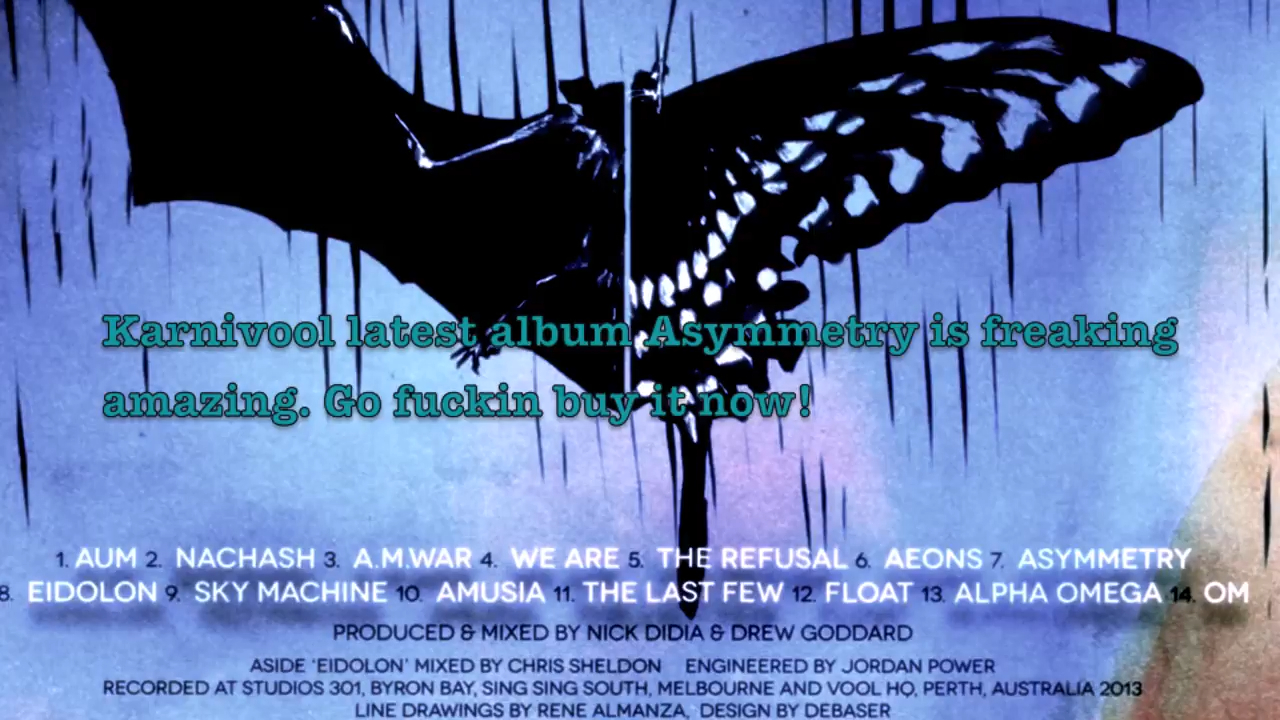 Karnivool latest album Asymmetry is freaking
amazing. Go fuckin buy it now!
1. AUM 2. NACHASH 3. A.M.WAR 4. WE ARE 5. THE REFUSAL 6. AEONS 7. ASYMMETRY
8. EIDOLON 9. SKY MACHINE 10. AMUSIA 11. THE LAST FEW 12. FLOAT 13. ALPHA OMEGA 14. OM
PRODUCED & MIXED BY NICK DIDIA & DREW GODDARD
ASIDE 'EIDOLON' MIXED BY CHRIS SHELDON ENGINEERED BY JORDAN POWER
RECORDED AT STUDIOS 301, BYRON BAY, SING SING SOUTH, MELBOURNE AND VOOL HQ, PERTH, AUSTRALIA 2013
LINE DRAWINGS BY RENE ALMANZA, DESIGN BY DEBASER